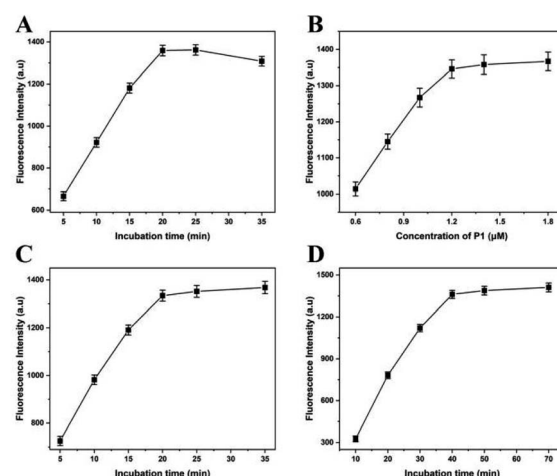 A
B
1400
1200
1000
800
600
Fluorescence Intensity (a.u)
5 10 15 20 25 30 35
Incubation time (min)
1400
1300
1200
1100
1000
Fluorescence Intensity (a.u)
0.6 0.9 1.2 1.5 1.8
Concentration of P1 (μM)
C
D
1400
1200
1000
800
Fluorescence Intensity (a.u)
5 10 15 20 25 30 35
Incubation time (min)
1500
1200
900
600
300
Fluorescence Intensity (a.u)
10 20 30 40 50 60 70
Incubation time (min)